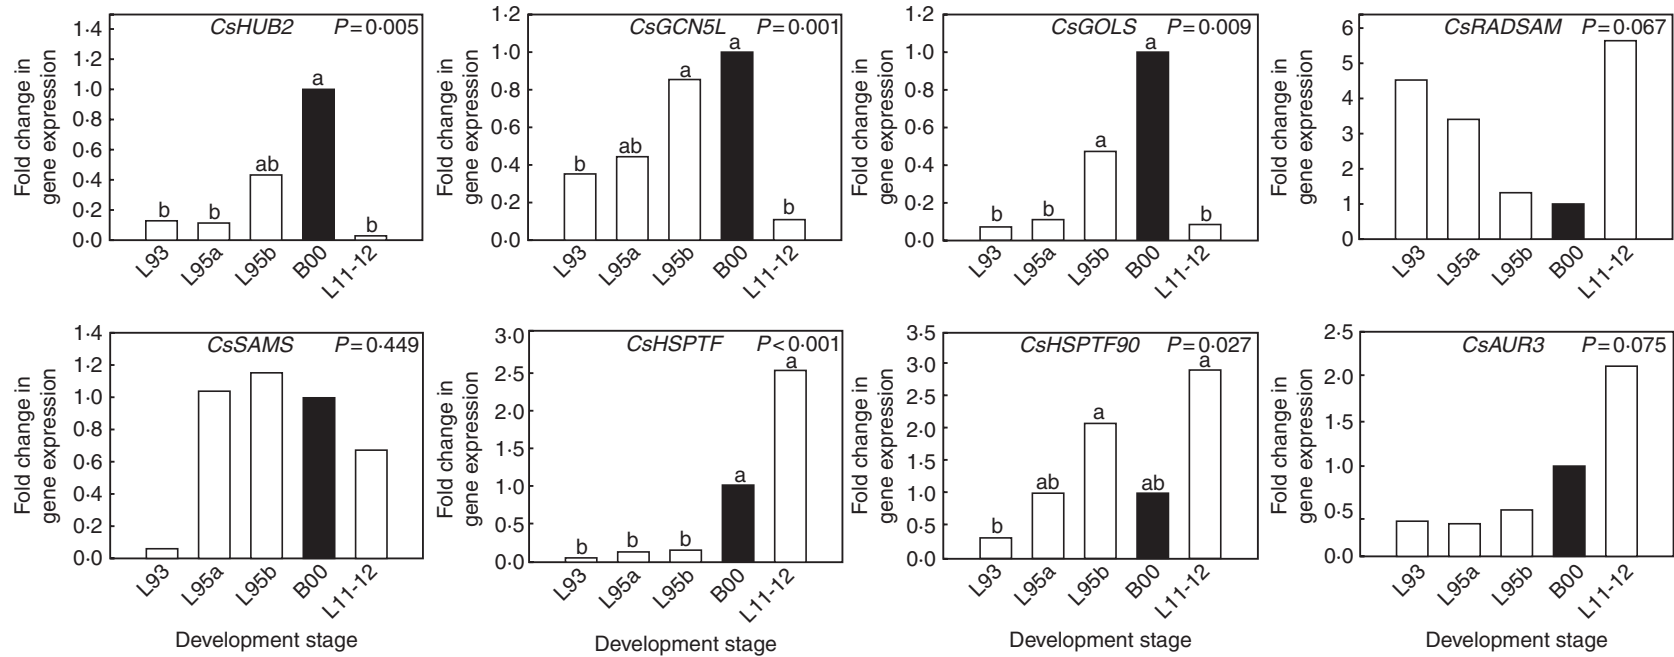 CsHUB2 P=0·005
Fold change in
gene expression
1·4
1·2
1·0
0·8
0·6
0·4
0·2
0·0
b
b
ab
a
b
L93
L95a
L95b
B00
L11-12
CsGCN5L P=0·001
Fold change in
gene expression
1·2
1·0
0·8
0·6
0·4
0·2
0·0
b
ab
a
a
b
L93
L95a
L95b
B00
L11-12
CsGOLS P=0·009
Fold change in
gene expression
1·2
1·0
0·8
0·6
0·4
0·2
0·0
b
b
a
a
b
L93
L95a
L95b
B00
L11-12
CsRADSAM P=0·067
Fold change in
gene expression
6
5
4
3
2
1
0
L93
L95a
L95b
B00
L11-12
CsSAMS P=0·449
Fold change in
gene expression
1·4
1·2
1·0
0·8
0·6
0·4
0·2
0·0
L93
L95a
L95b
B00
L11-12
Development stage
CsHSPTF P<0·001
Fold change in
gene expression
3·0
2·5
2·0
1·5
1·0
0·5
0·0
b
b
b
a
a
L93
L95a
L95b
B00
L11-12
Development stage
CsHSPTF90 P=0·027
Fold change in
gene expression
3·5
3·0
2·5
2·0
1·5
1·0
0·5
0·0
b
ab
a
ab
a
L93
L95a
L95b
B00
L11-12
Development stage
CsAUR3 P=0·075
Fold change in
gene expression
2·5
2·0
1·5
1·0
0·5
0·0
L93
L95a
L95b
B00
L11-12
Development stage